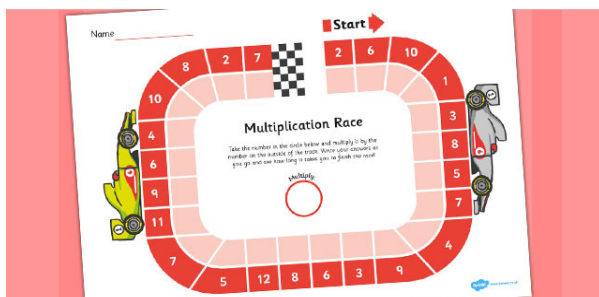 Start
Name
2 6 10
1
3
8
5
7
4
9
3
6
8
12
5
7
11
9
6
4
10
8
2
7
Multiplication Race
Take the number in the circle below and multiply it by the
number on the outside of the track. Write your answers as
you go and see how long it takes you to finish the race!
Multiply